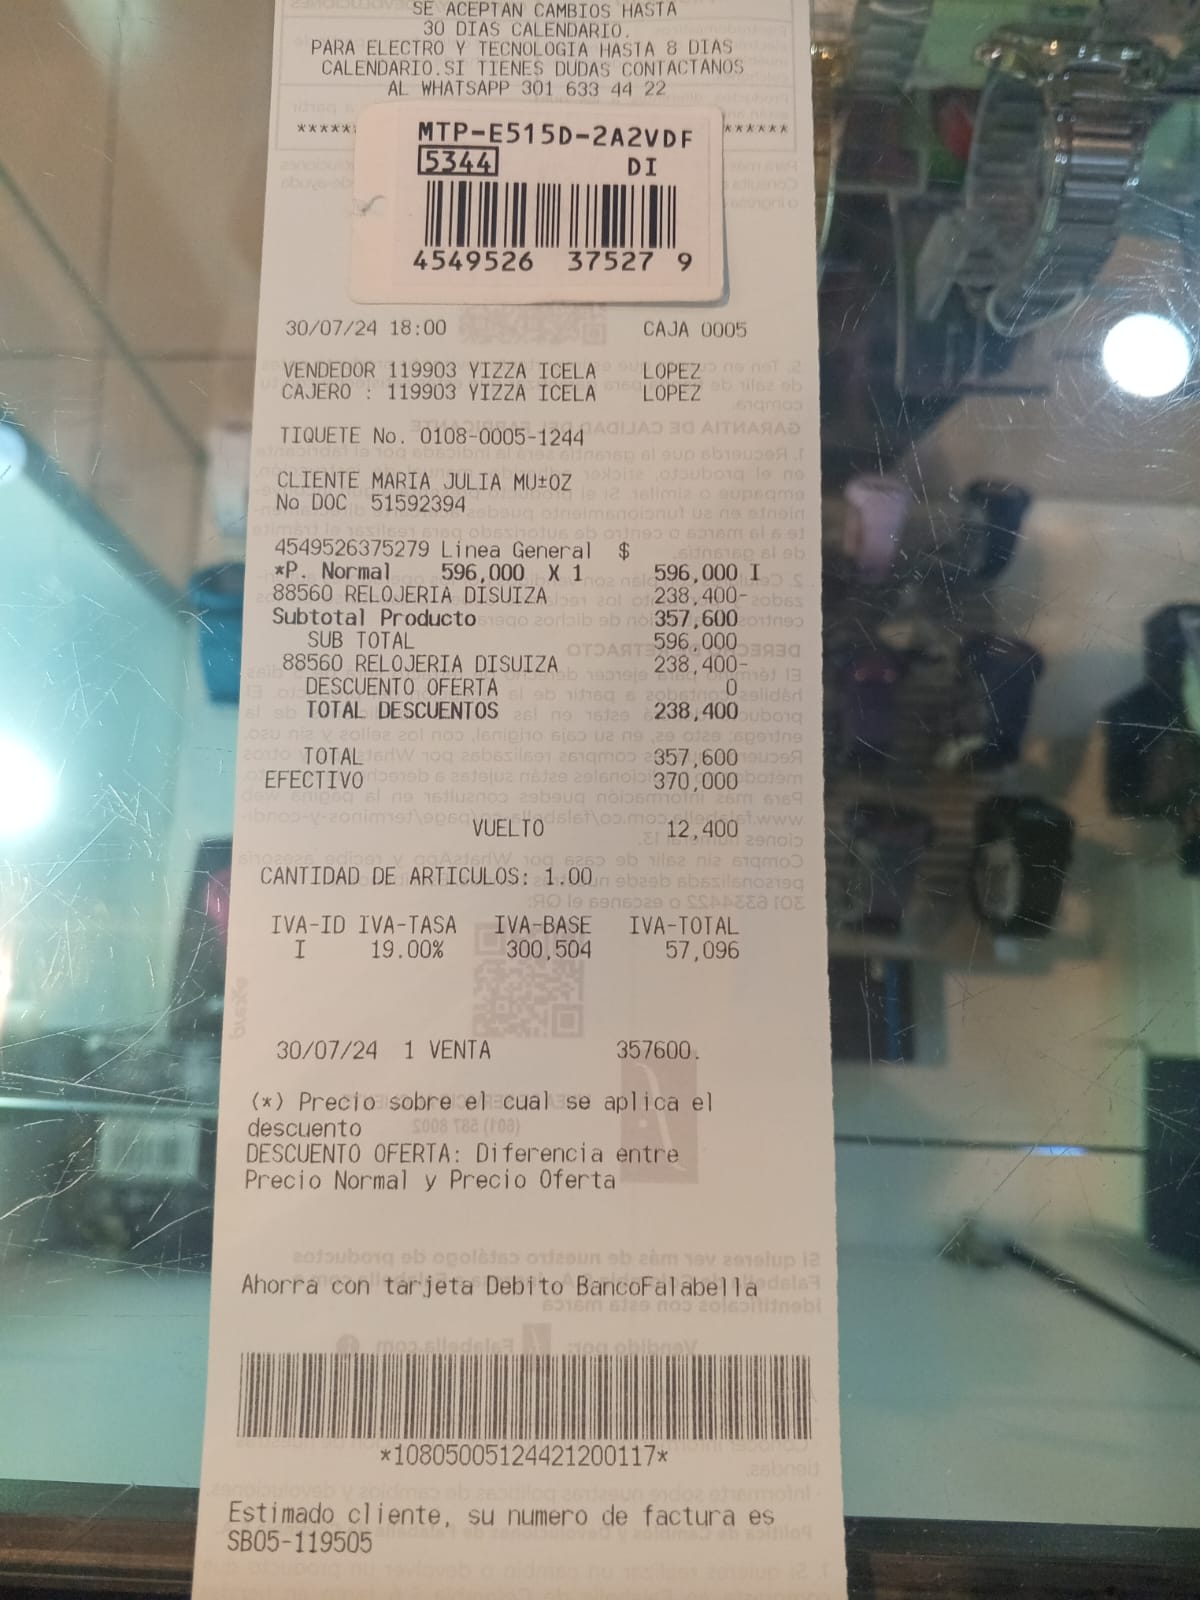 SE ACEPTAN CAMBIOS HASTA
30 DIAS CALENDARIO.
PARA ELECTRO Y TECNOLOGIA HASTA 8 DIAS
CALENDARIO.SI TIENES DUDAS CONTACTANOS
AL WHATSAPP 301 633 44 22
****** ******
MTP-E515D-2A2VDF
5344 DI
4549526 37527 9
30/07/24 18:00 CAJA 0005
VENDEDOR 119903 YIZZA ICELA LOPEZ
CAJERO : 119903 YIZZA ICELA LOPEZ
TIQUETE No. 0108-0005-1244
CLIENTE MARIA JULIA MU±OZ
No DOC 51592394
4549526375279 Linea General $
*P. Normal 596,000 X 1 596,000 I
88560 RELOJERIA DISUIZA 238,400-
Subtotal Producto 357,600
SUB TOTAL 596,000
88560 RELOJERIA DISUIZA 238,400-
DESCUENTO OFERTA 0
TOTAL DESCUENTOS 238,400
TOTAL 357,600
EFECTIVO 370,000
VUELTO 12,400
CANTIDAD DE ARTICULOS: 1.00
IVA-ID IVA-TASA IVA-BASE IVA-TOTAL
I 19.00% 300,504 57,096
30/07/24 1 VENTA 357600.
(*) Precio sobre el cual se aplica el
descuento
DESCUENTO OFERTA: Diferencia entre
Precio Normal y Precio Oferta
Ahorra con tarjeta Debito BancoFalabella
*10805005124421200117*
Estimado cliente, su numero de factura es
SB05-119505